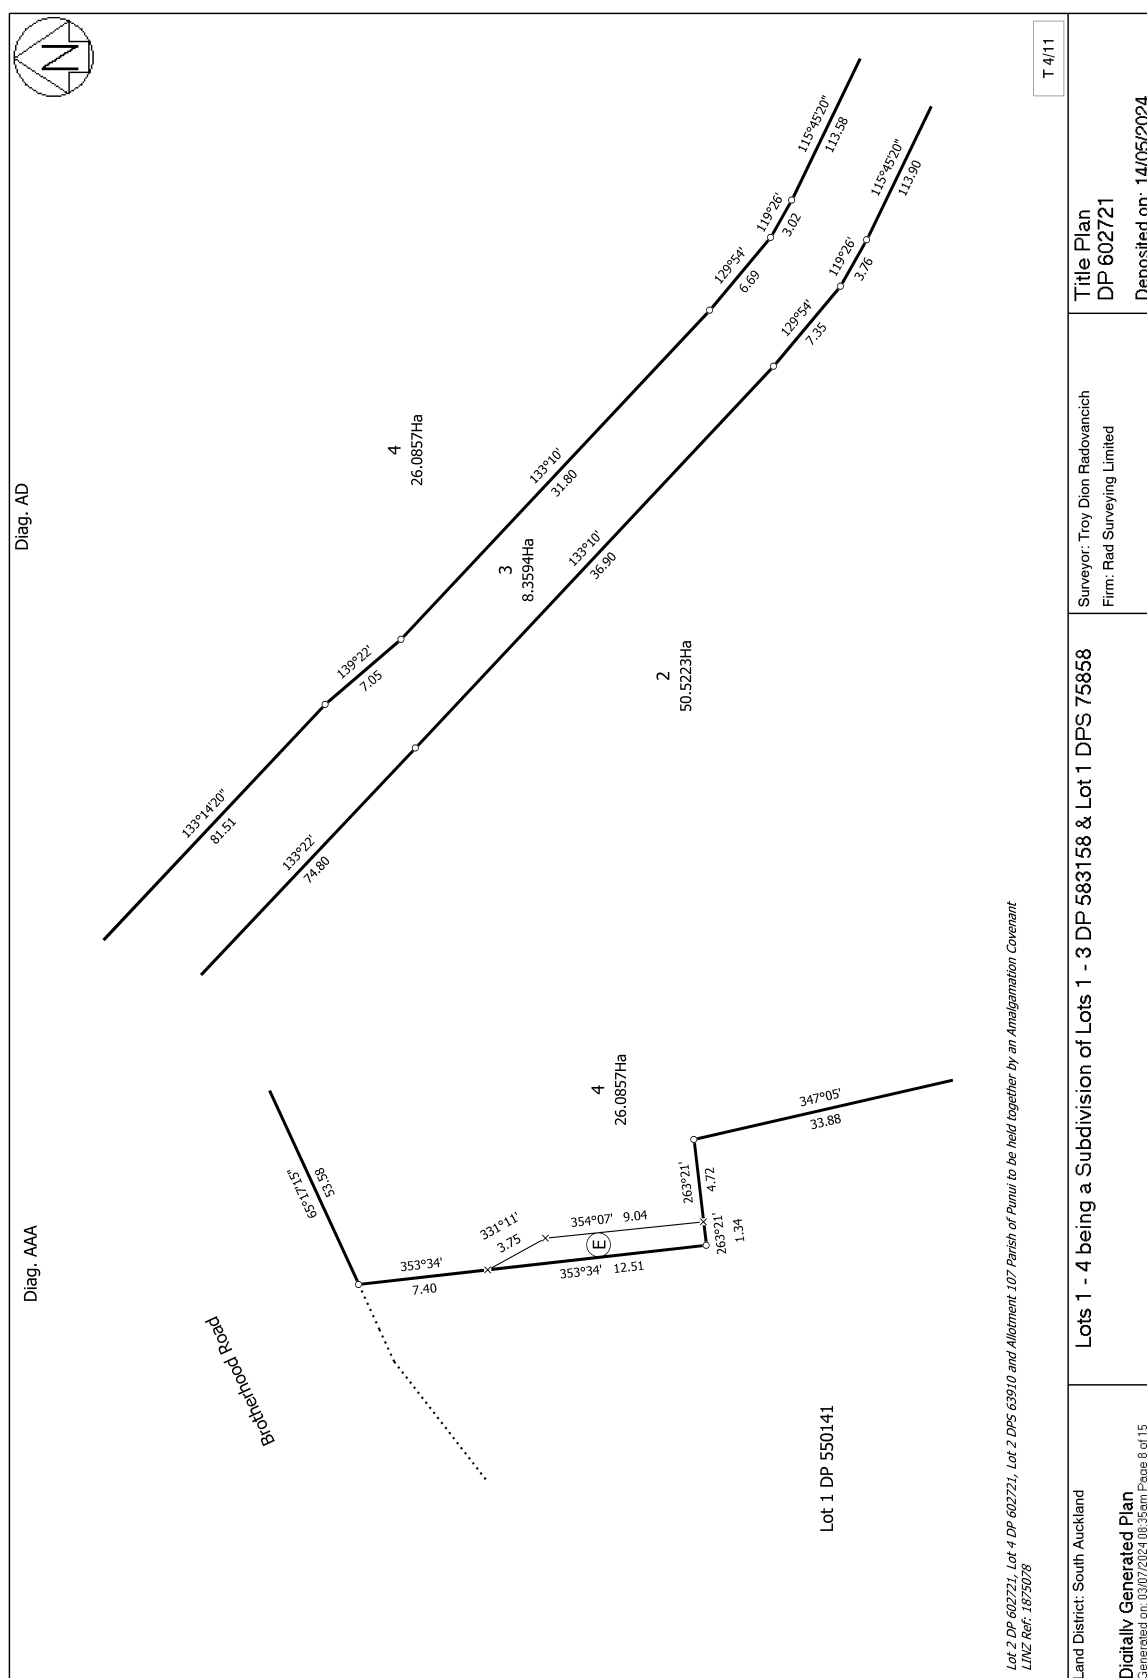 Diag. AAA
Diag. AD
N
Brotherhood Road
65°17'15"
53.58
353°34'
7.40
331°11'
3.75
354°07' 9.04
E
353°34' 12.51
263°21'
1.34
263°21'
4.72
347°05'
33.88
4
26.0857Ha
Lot 1 DP 550141
133°14'20"
81.51
139°22'
7.05
133°10'
31.80
129°54'
6.69
119°26'
3.02
115°45'20"
113.58
4
26.0857Ha
3
8.3594Ha
133°22'
74.80
133°10'
36.90
129°54'
7.35
119°26'
3.76
115°45'20"
113.90
2
50.5223Ha
Lot 2 DP 602721, Lot 4 DP 602721, Lot 2 DPS 63910 and Allotment 107 Parish of Punui to be held together by an Amalgamation Covenant
LINZ Ref: 1875078
T 4/11
Land District: South Auckland
Digitally Generated Plan
Generated on: 03/07/2024 08:35am Page 8 of 15
Lots 1 - 4 being a Subdivision of Lots 1 - 3 DP 583158 & Lot 1 DPS 75858
Surveyor: Troy Dion Radovancich
Firm: Rad Surveying Limited
Title Plan
DP 602721
Deposited on: 14/05/2024